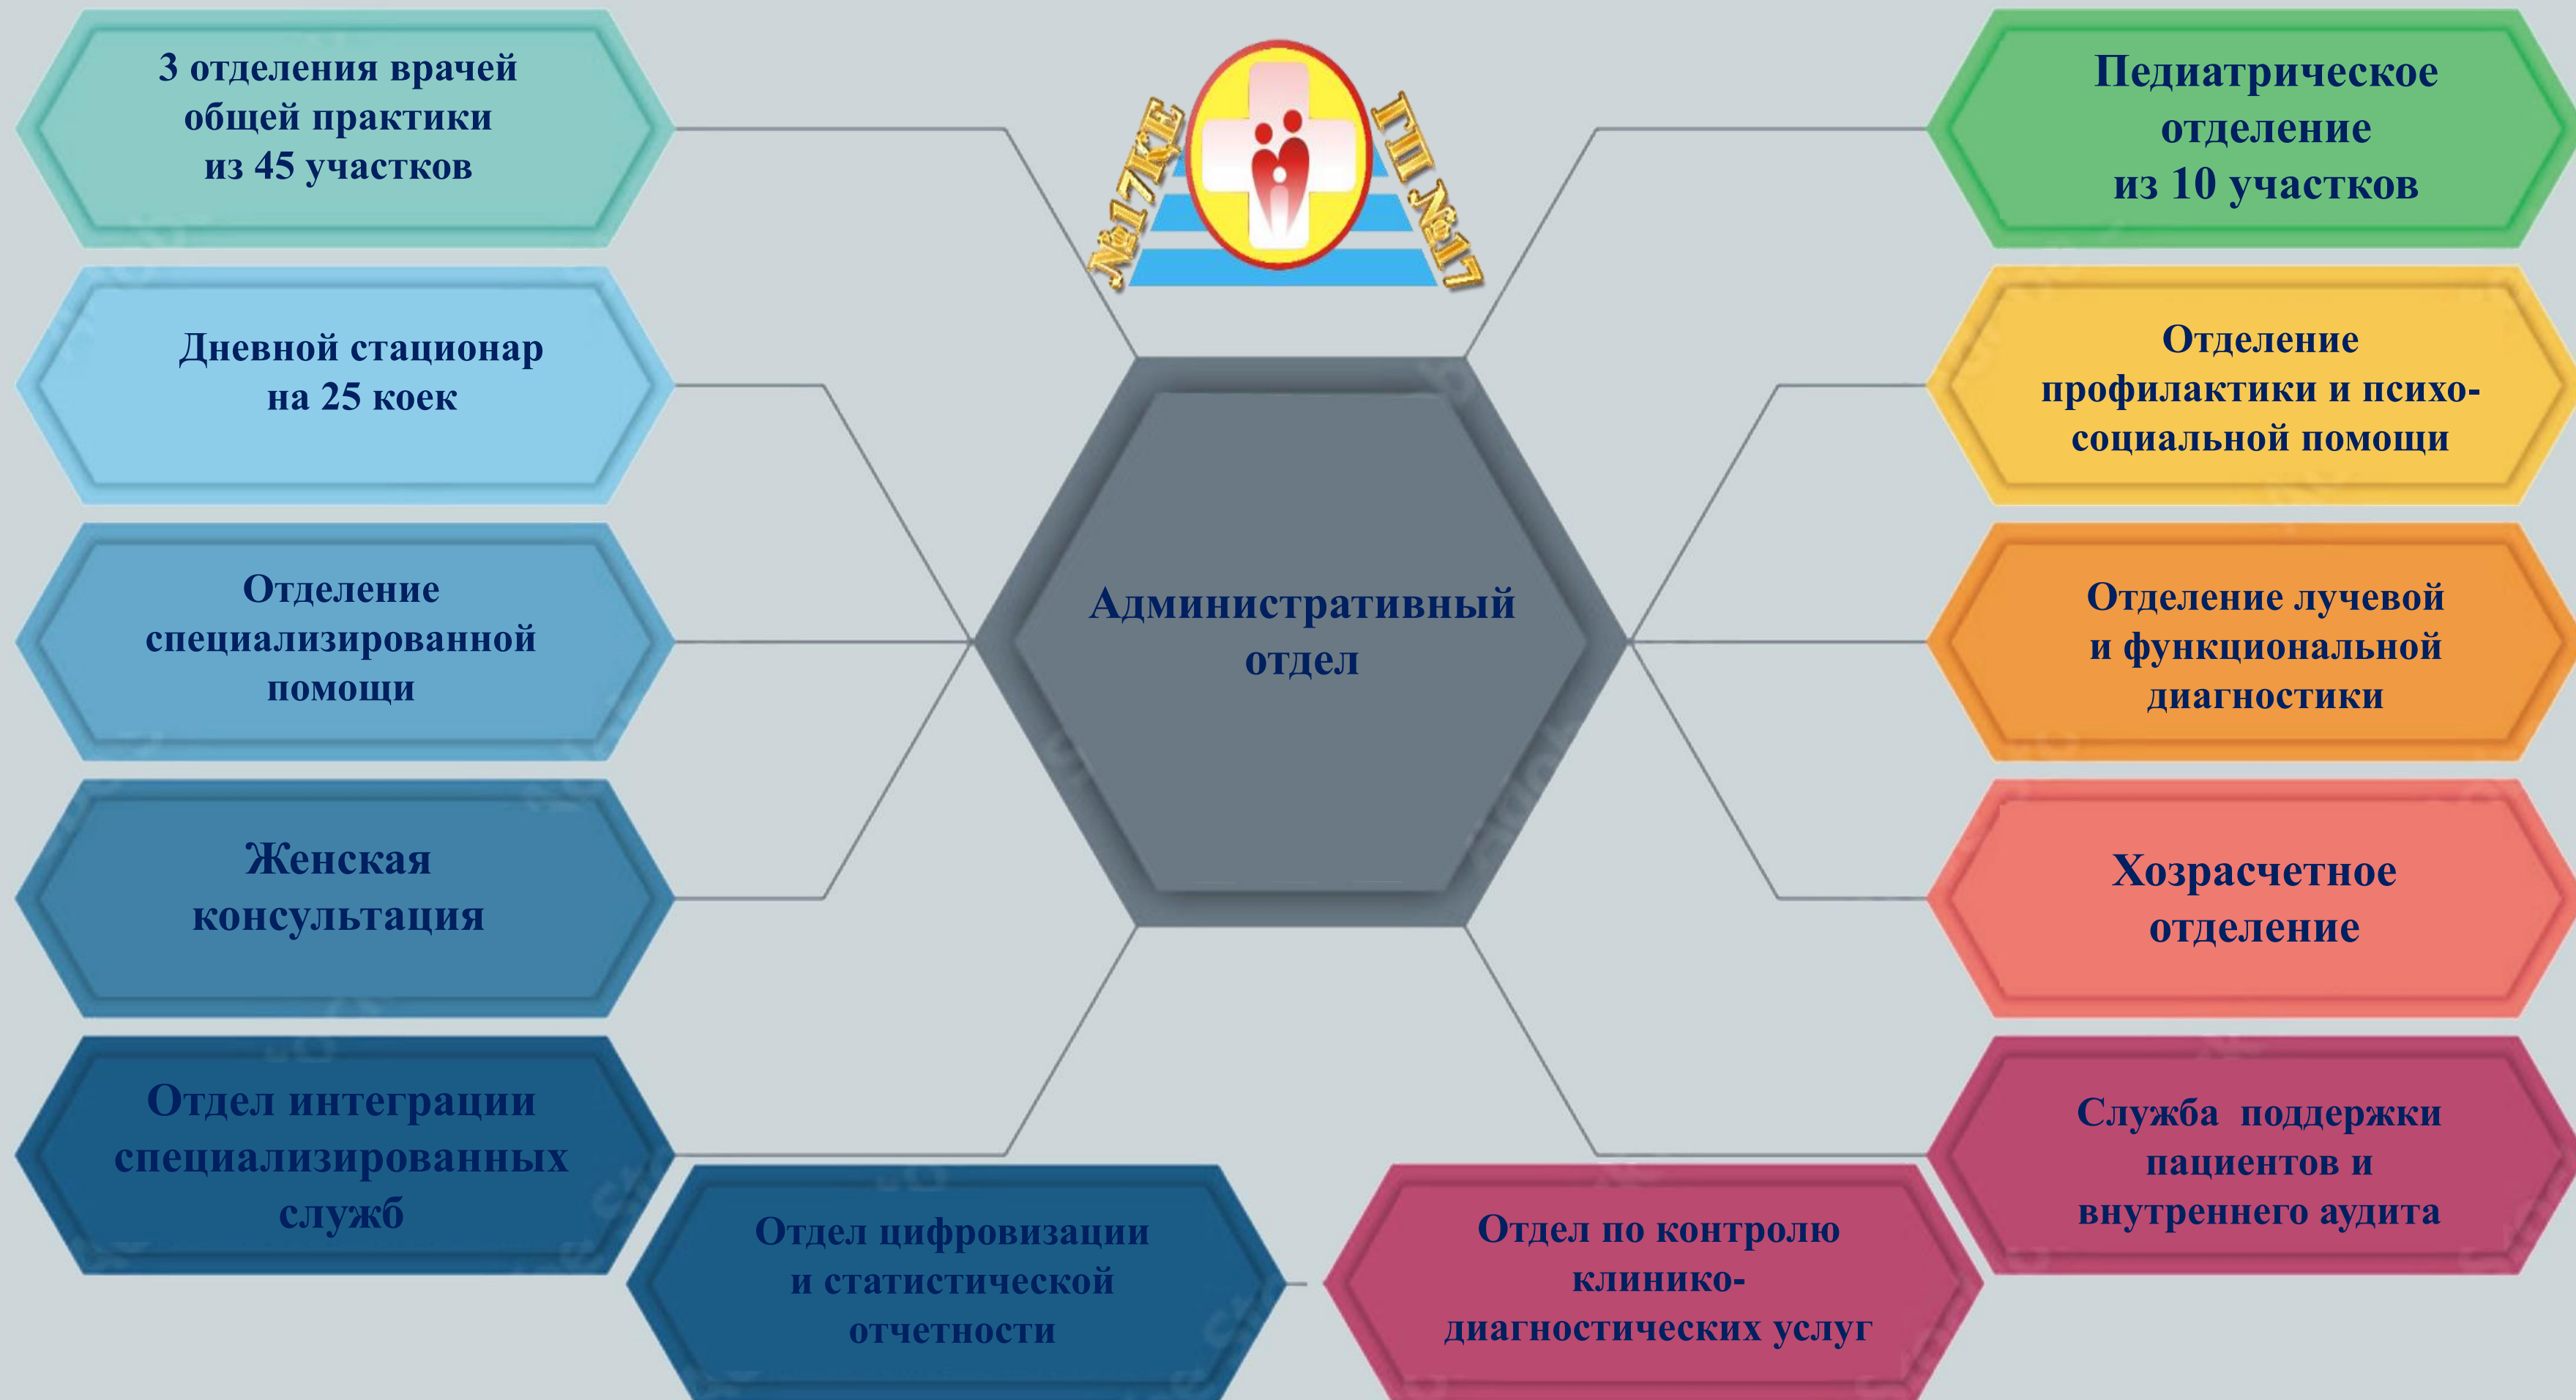 3 отделения врачей
общей практики
из 45 участков
Дневной стационар
на 25 коек
Отделение
специализированной
помощи
Женская
консультация
Отдел интеграции
специализированных
служб
Отдел цифровизации
и статистической
отчетности
№17ҚЕ
ГП №17
Административный
отдел
Отдел по контролю
клинико-
диагностических услуг
Педиатрическое
отделение
из 10 участков
Отделение
профилактики и психо-
социальной помощи
Отделение лучевой
и функциональной
диагностики
Хозрасчетное
отделение
Служба  поддержки
пациентов и
внутреннего аудита